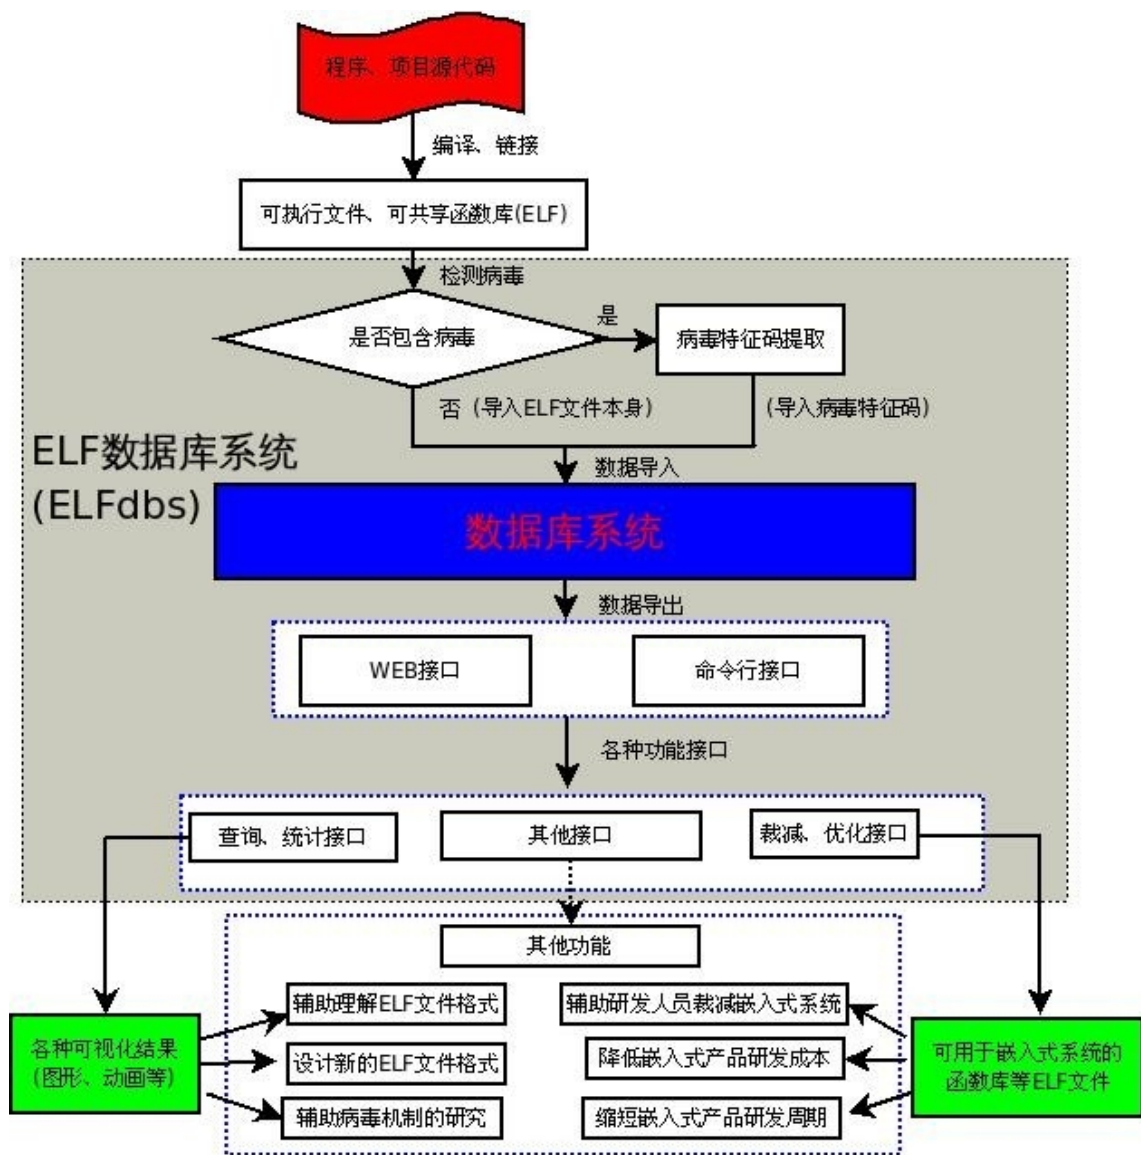 程序、项目源代码
编译、链接
可执行文件、可共享函数库(ELF)
检测病毒
是否包含病毒
是
病毒特征码提取
否（导入ELF文件本身）
(导入病毒特征码)
ELF数据库系统
(ELFdbs)
数据导入
数据库系统
数据导出
WEB接口
命令行接口
各种功能接口
查询、统计接口
其他接口
裁减、优化接口
其他功能
辅助理解ELF文件格式
辅助研发人员裁减嵌入式系统
各种可视化结果
(图形、动画等)
设计新的ELF文件格式
降低嵌入式产品研发成本
可用于嵌入式系统的
函数库等ELF文件
辅助病毒机制的研究
缩短嵌入式产品研发周期